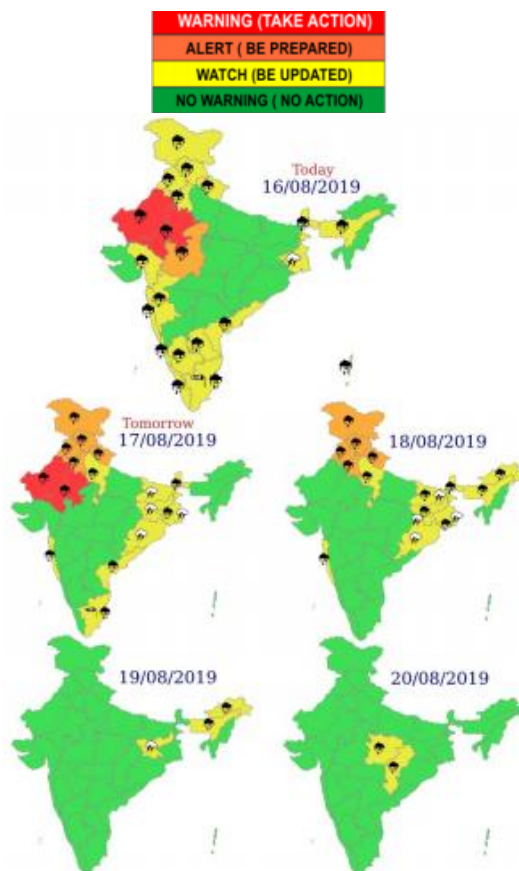 WARNING (TAKE ACTION)
ALERT ( BE PREPARED)
WATCH (BE UPDATED)
NO WARNING ( NO ACTION)
Today
16/08/2019
Tomorrow
17/08/2019
18/08/2019
19/08/2019
20/08/2019